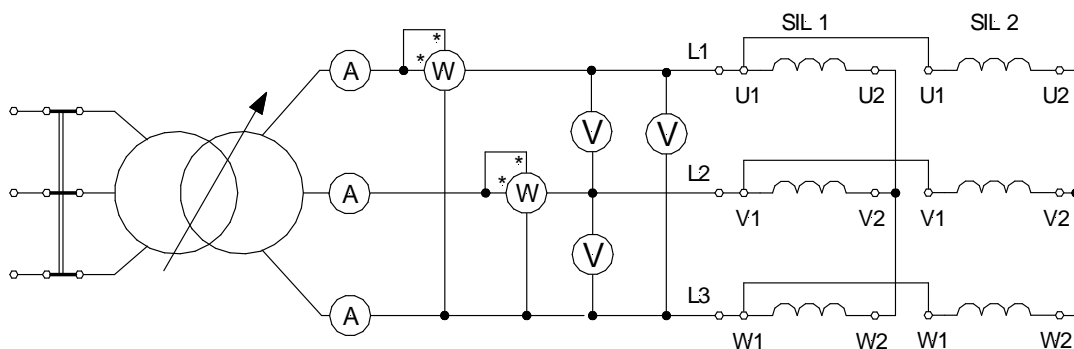 SIL 1 SIL 2
* L1
A * W
U1 U2 U1 U2
V V
* L2
A * W
V1 V2 V1 V2
V
L3
A
W1 W2 W1 W2